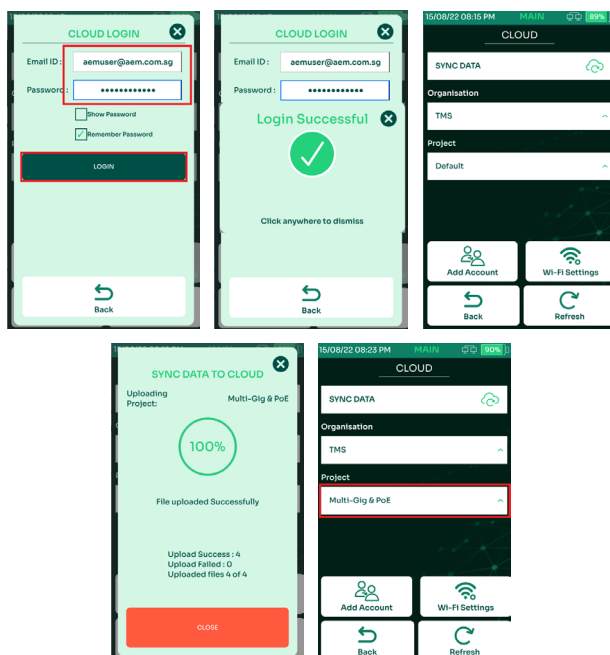 CLOUD LOGIN
Email ID :
aemuser@aem.com.sg
Password :
••••••••••••
Show Password
Remember Password
LOGIN
Back
CLOUD LOGIN
Email ID :
aemuser@aem.com.sg
Password :
••••••••••••
Login Successful
Click anywhere to dismiss
Back
15/08/22 08:15 PM MAIN 89%
CLOUD
SYNC DATA
Organisation
TMS
Project
Default
Add Account
Wi-Fi Settings
Back
Refresh
SYNC DATA TO CLOUD
Uploading
Project:
Multi-Gig & PoE
100%
File uploaded Successfully
Upload Success : 4
Upload Failed : 0
Uploaded files 4 of 4
CLOSE
15/08/22 08:23 PM MAIN 90%
CLOUD
SYNC DATA
Organisation
TMS
Project
Multi-Gig & PoE
Add Account
Wi-Fi Settings
Back
Refresh